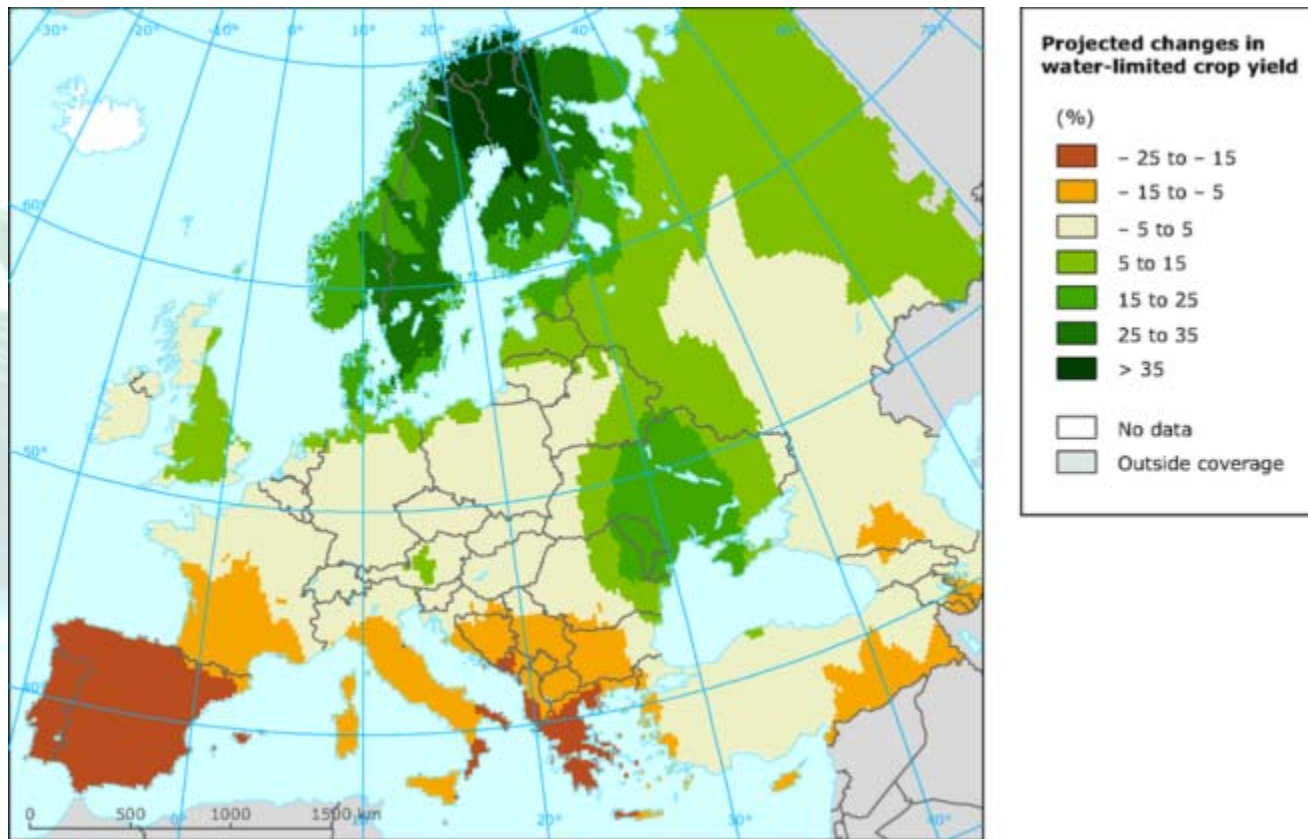 -30°
-20°
-10°
0°
10°
20°
30°
60°
70°
60°
50°
40°
0 500 1000 1500 km
0°
10°
20°
30°
40°
Projected changes in
water-limited crop yield
(%)
– 25 to – 15
– 15 to – 5
– 5 to 5
5 to 15
15 to 25
25 to 35
> 35
No data
Outside coverage